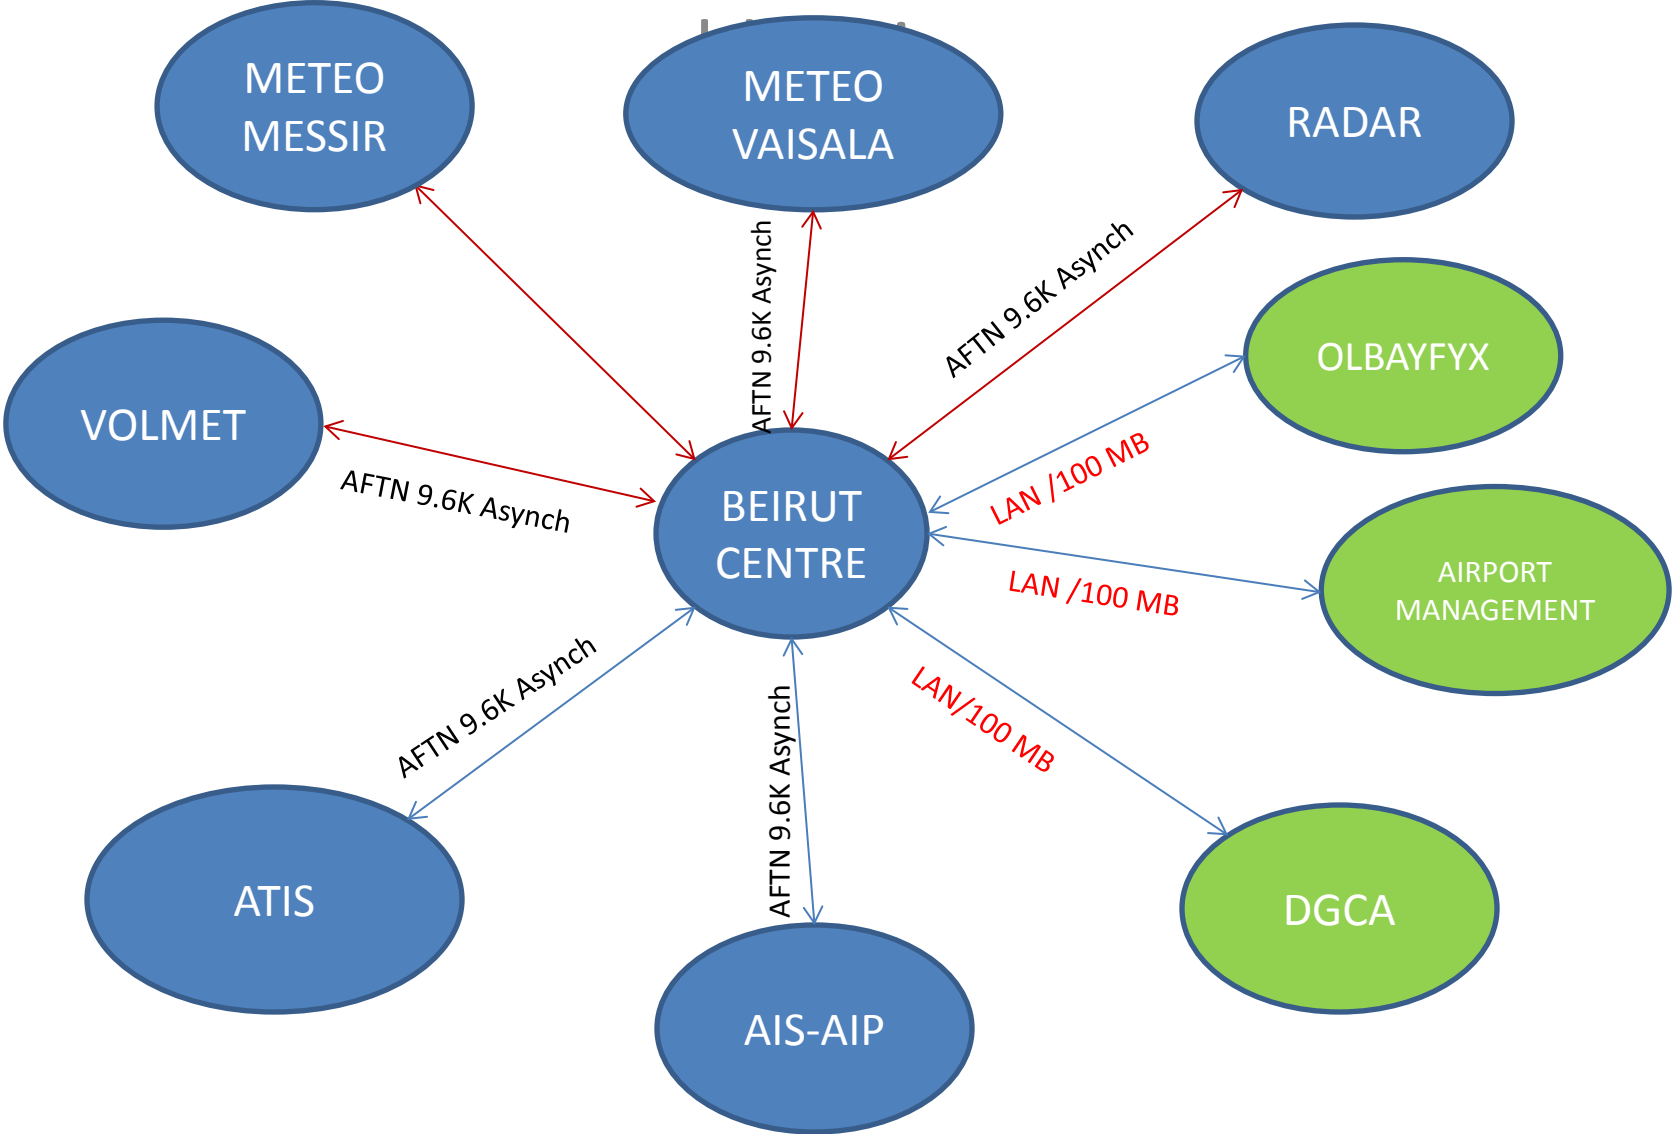 METEO
MESSIR
METEO
VAISALA
RADAR
AFTN 9.6K Asynch
AFTN 9.6K Asynch
OLBAYFYX
VOLMET
AFTN 9.6K Asynch
LAN /100 MB
BEIRUT
CENTRE
AIRPORT
MANAGEMENT
LAN /100 MB
AFTN 9.6K Asynch
AFTN 9.6K Asynch
LAN/100 MB
ATIS
DGCA
AIS-AIP